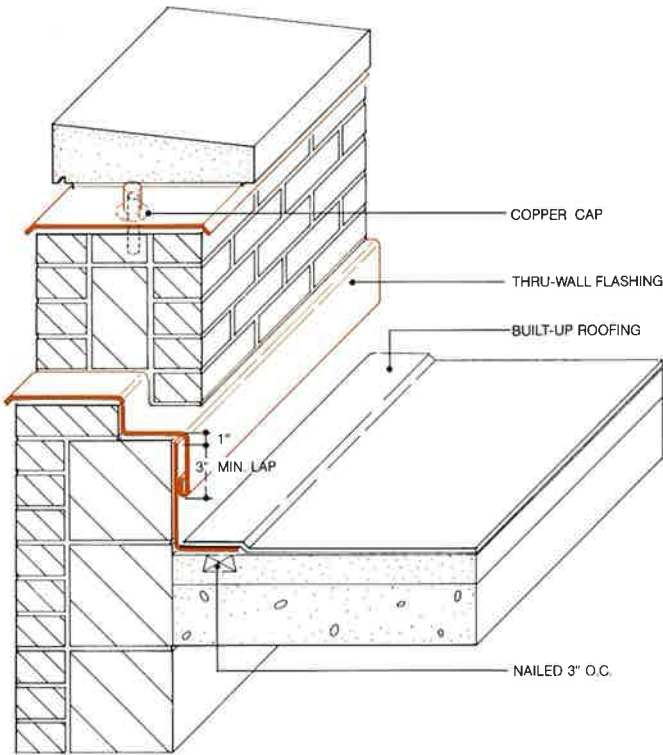 COPPER CAP
THRU-WALL FLASHING
BUILT-UP ROOFING
1"
3" MIN. LAP
NAILED 3" O.C.